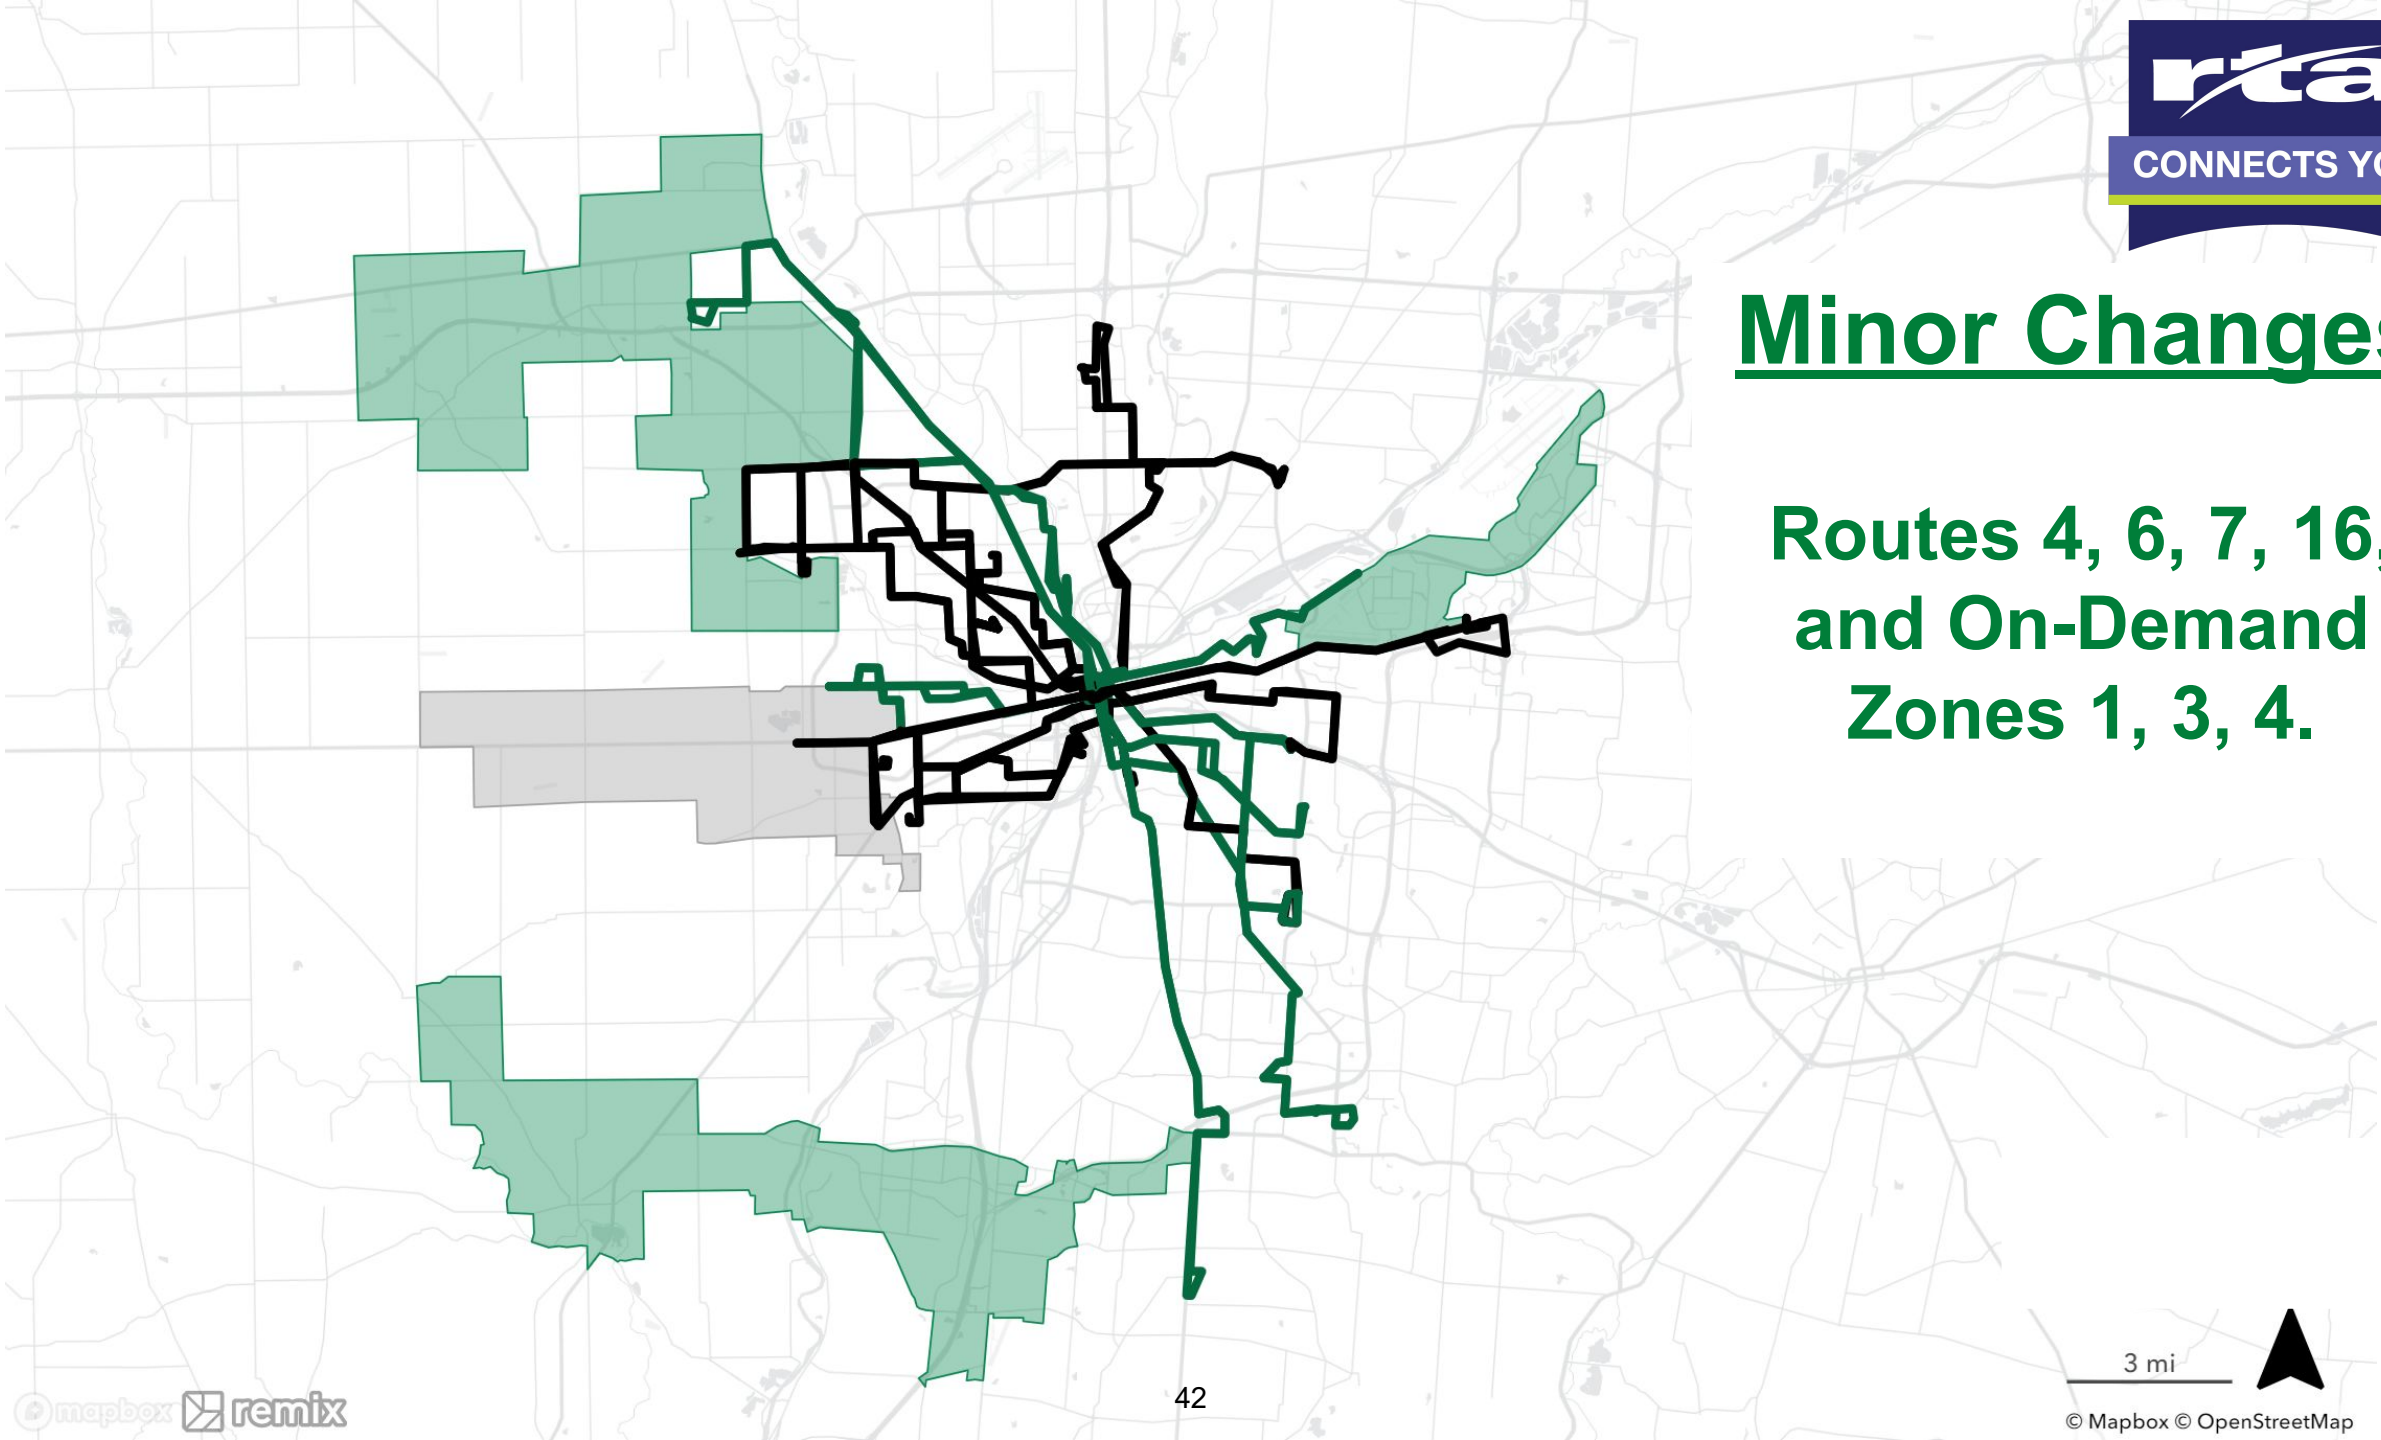 rta
CONNECTS YO
Minor Changes
Routes 4, 6, 7, 16,
and On-Demand
Zones 1, 3, 4.
3 mi
mapbox remix
42
© Mapbox © OpenStreetMap